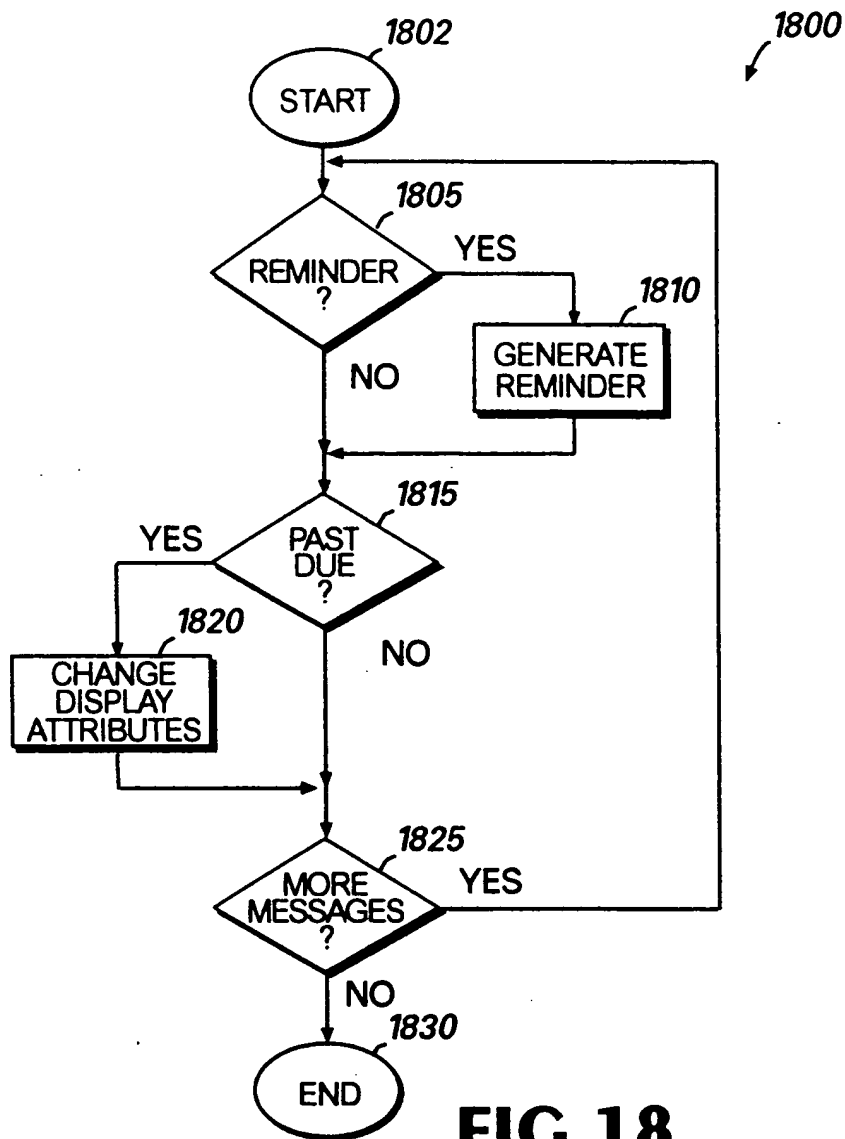 1802
1800
START
1805
REMINDER
?
YES
1810
GENERATE
REMINDER
NO
1815
PAST
DUE
?
YES
1820
NO
CHANGE
DISPLAY
ATTRIBUTES
1825
MORE
MESSAGES
?
YES
NO
1830
END
FIG 18